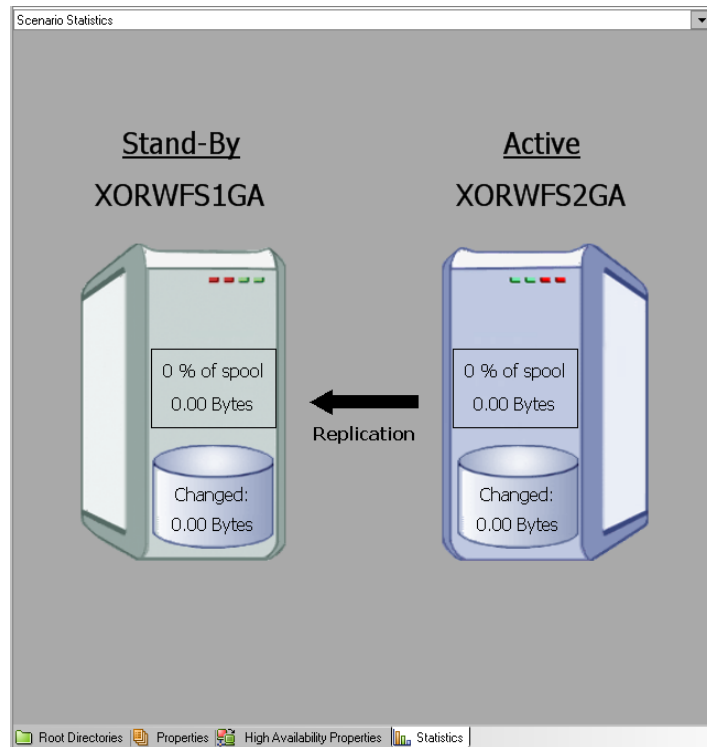 Scenario Statistics
Stand-By
XORWFS1GA
Active
XORWFS2GA
0 % of spool
0.00 Bytes
0 % of spool
0.00 Bytes
Replication
Changed:
0.00 Bytes
Changed:
0.00 Bytes
Root Directories Properties High Availability Properties Statistics